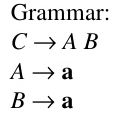 Grammar:
C → A B
A → a
B → a